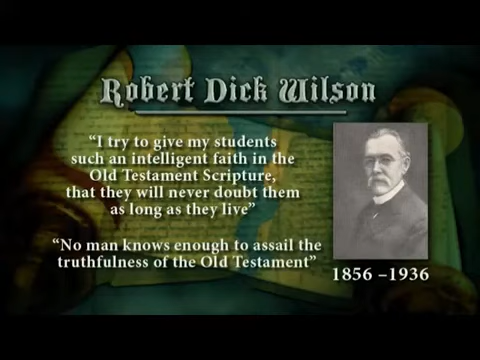 Robert Dick Wilson
“I try to give my students
such an intelligent faith in the
Old Testament Scripture,
that they will never doubt them
as long as they live”
“No man knows enough to assail the
truthfulness of the Old Testament”
1856 –1936